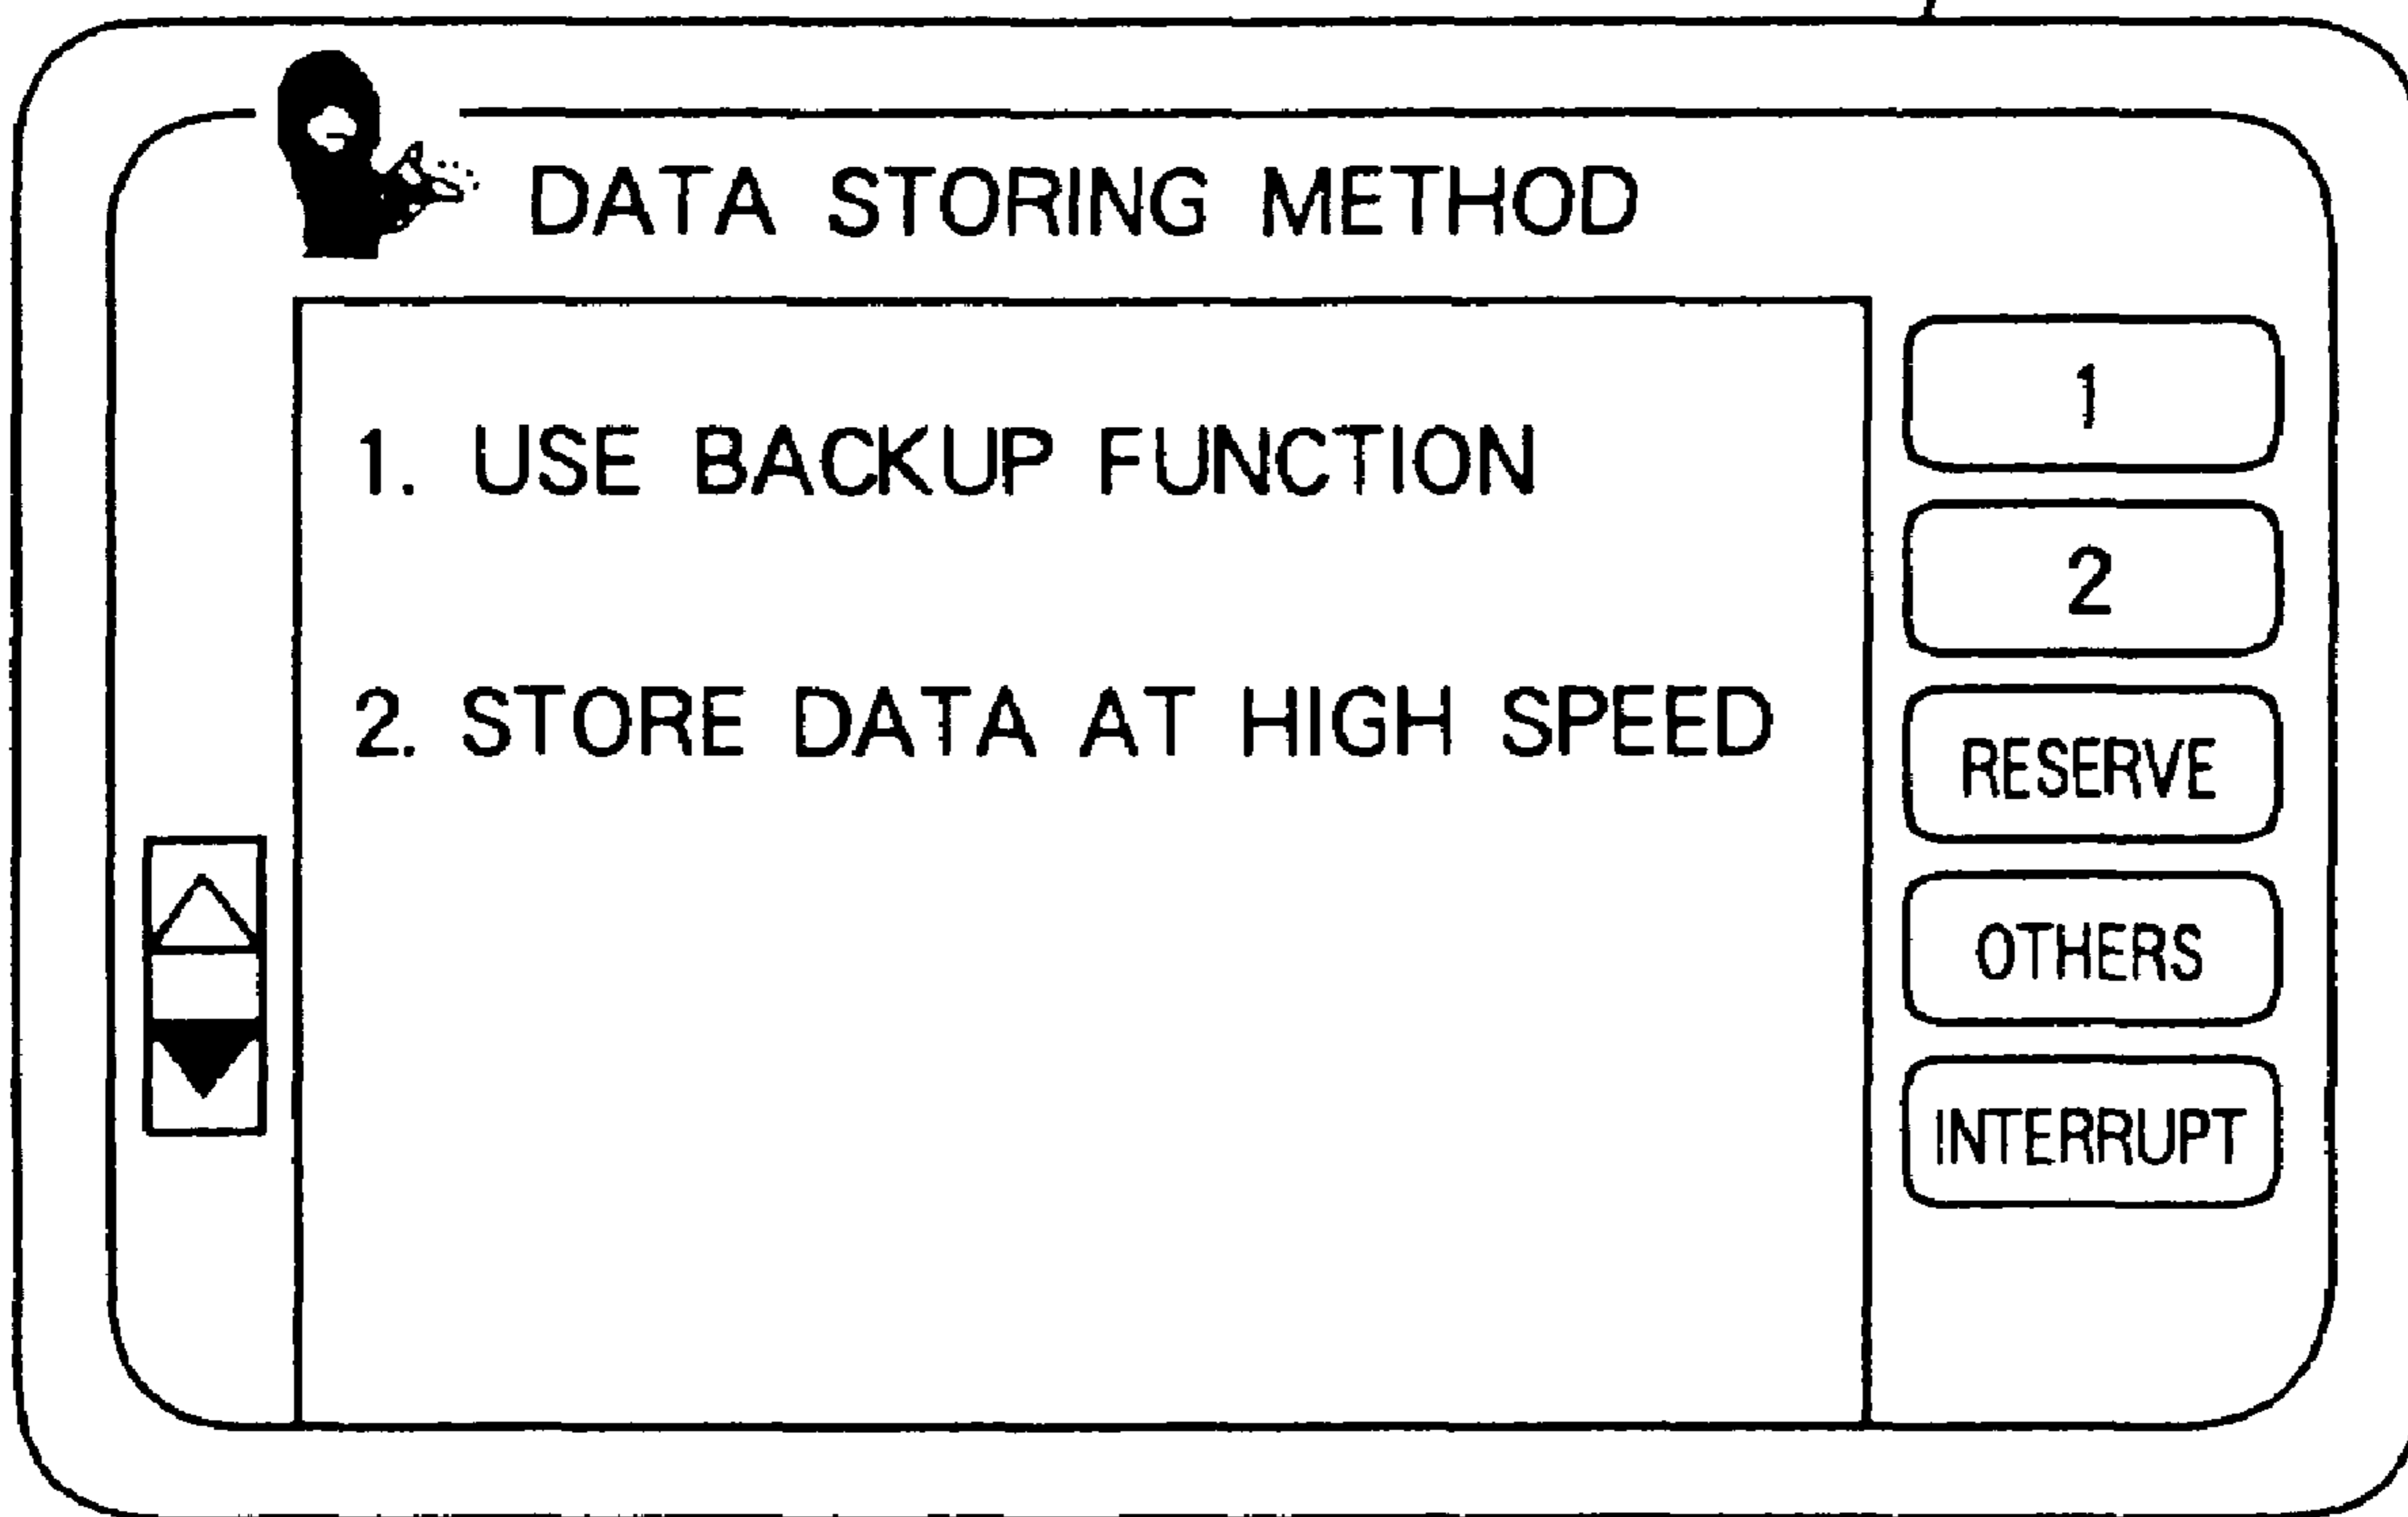 DATA STORING METHOD
1. USE BACKUP FUNCTION
2. STORE DATA AT HIGH SPEED
1
2
RESERVE
OTHERS
INTERRUPT